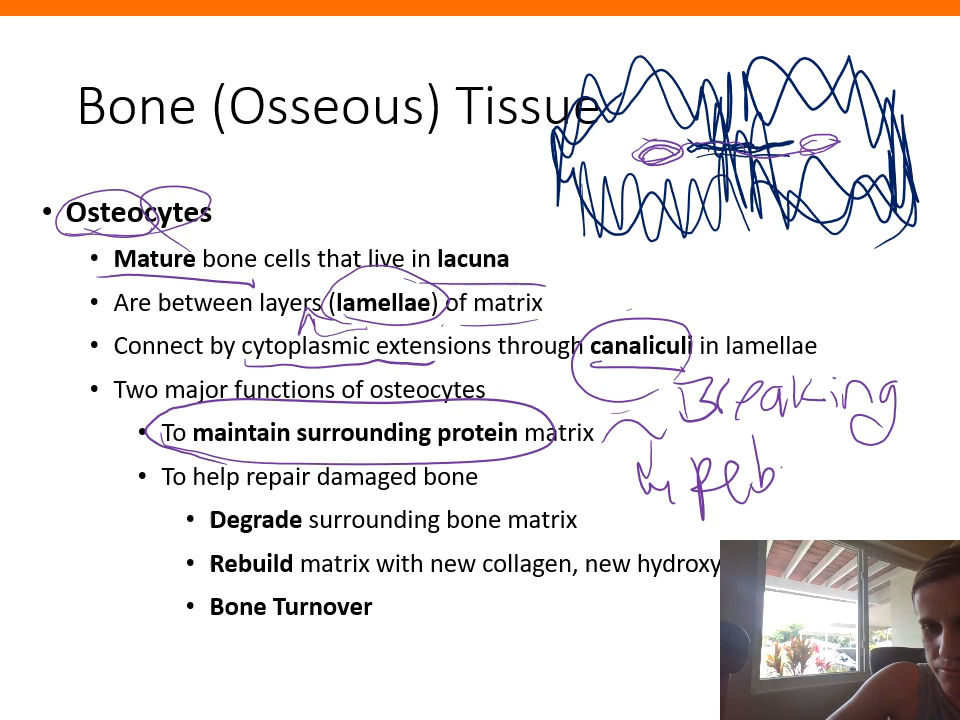 Bone (Osseous) Tissue
• Osteocytes
• Mature bone cells that live in lacuna
• Are between layers (lamellae) of matrix
• Connect by cytoplasmic extensions through canaliculi in lamellae
• Two major functions of osteocytes
Breaking
• To maintain surrounding protein matrix
• To help repair damaged bone
• Degrade surrounding bone matrix
• Rebuild matrix with new collagen, new hydroxy
• Bone Turnover